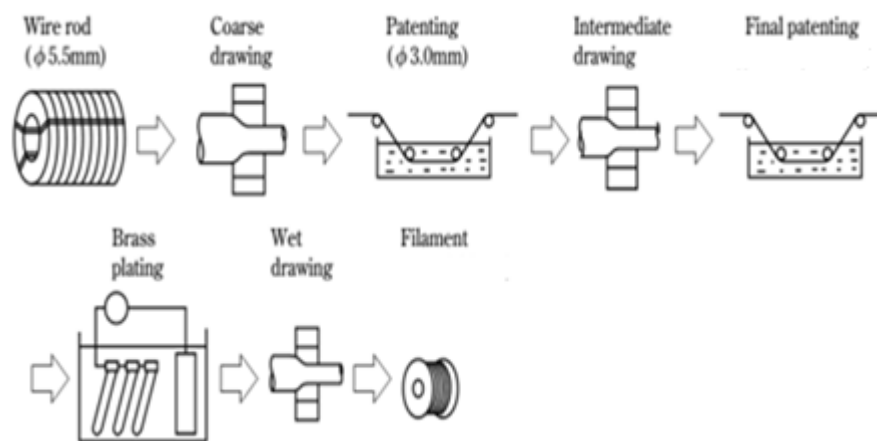 Wire rod
(ϕ5.5mm)
Coarse
drawing
Patenting
(ϕ3.0mm)
Intermediate
drawing
Final patenting
Brass
plating
Wet
drawing
Filament